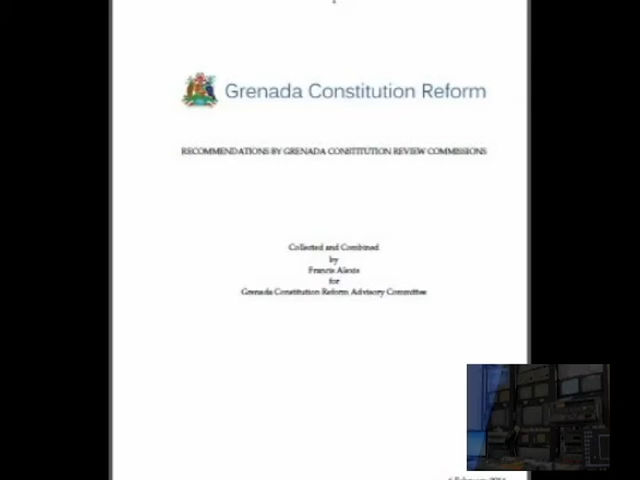 Grenada Constitution Reform
RECOMMENDATIONS BY GRENADA CONSTITUTION REVIEW COMMISSIONS
Collected and Combined
by
Francis Alexis
for
Grenada Constitution Reform Advisory Committee